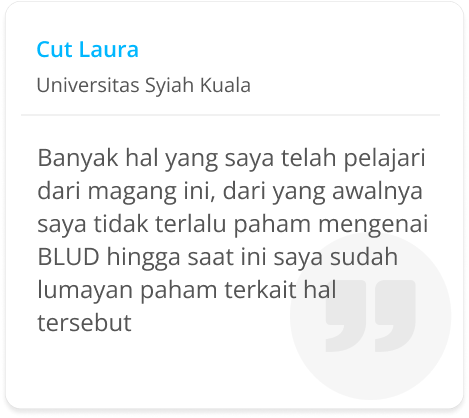 Cut Laura
Universitas Syiah Kuala
Banyak hal yang saya telah pelajari
dari magang ini, dari yang awalnya
saya tidak terlalu paham mengenai
BLUD hingga saat ini saya sudah
lumayan paham terkait hal
tersebut